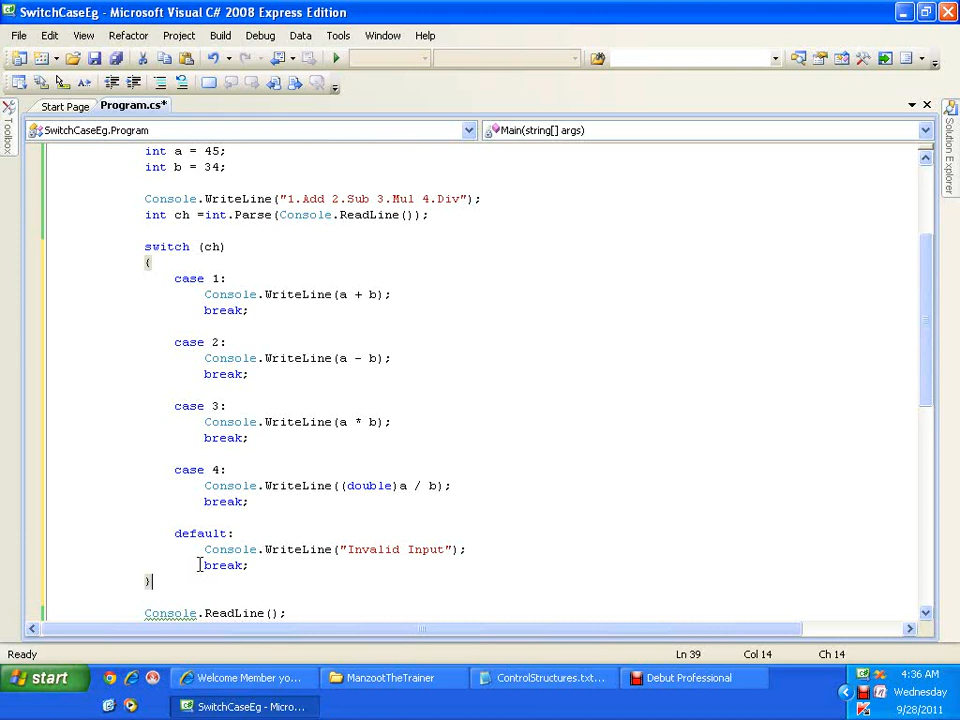 SwitchCaseEg - Microsoft Visual C# 2008 Express Edition
File Edit View Refactor Project Build Debug Data Tools Window Help
Start Page Program.cs*
Toolbox
Solution Explorer
SwitchCaseEg.Program Main(string[] args)
int a = 45;
int b = 34;
Console.WriteLine("1.Add 2.Sub 3.Mul 4.Div");
int ch =int.Parse(Console.ReadLine());
switch (ch)
{
case 1:
Console.WriteLine(a + b);
break;
case 2:
Console.WriteLine(a - b);
break;
case 3:
Console.WriteLine(a * b);
break;
case 4:
Console.WriteLine((double)a / b);
break;
default:
Console.WriteLine("Invalid Input");
break;
}
Console.ReadLine();
Ready Ln 39 Col 14 Ch 14
start Welcome Member yo... ManzootTheTrainer ControlStructures.txt... Debut Professional 4:36 AM
Wednesday
SwitchCaseEg - Micro... 9/28/2011